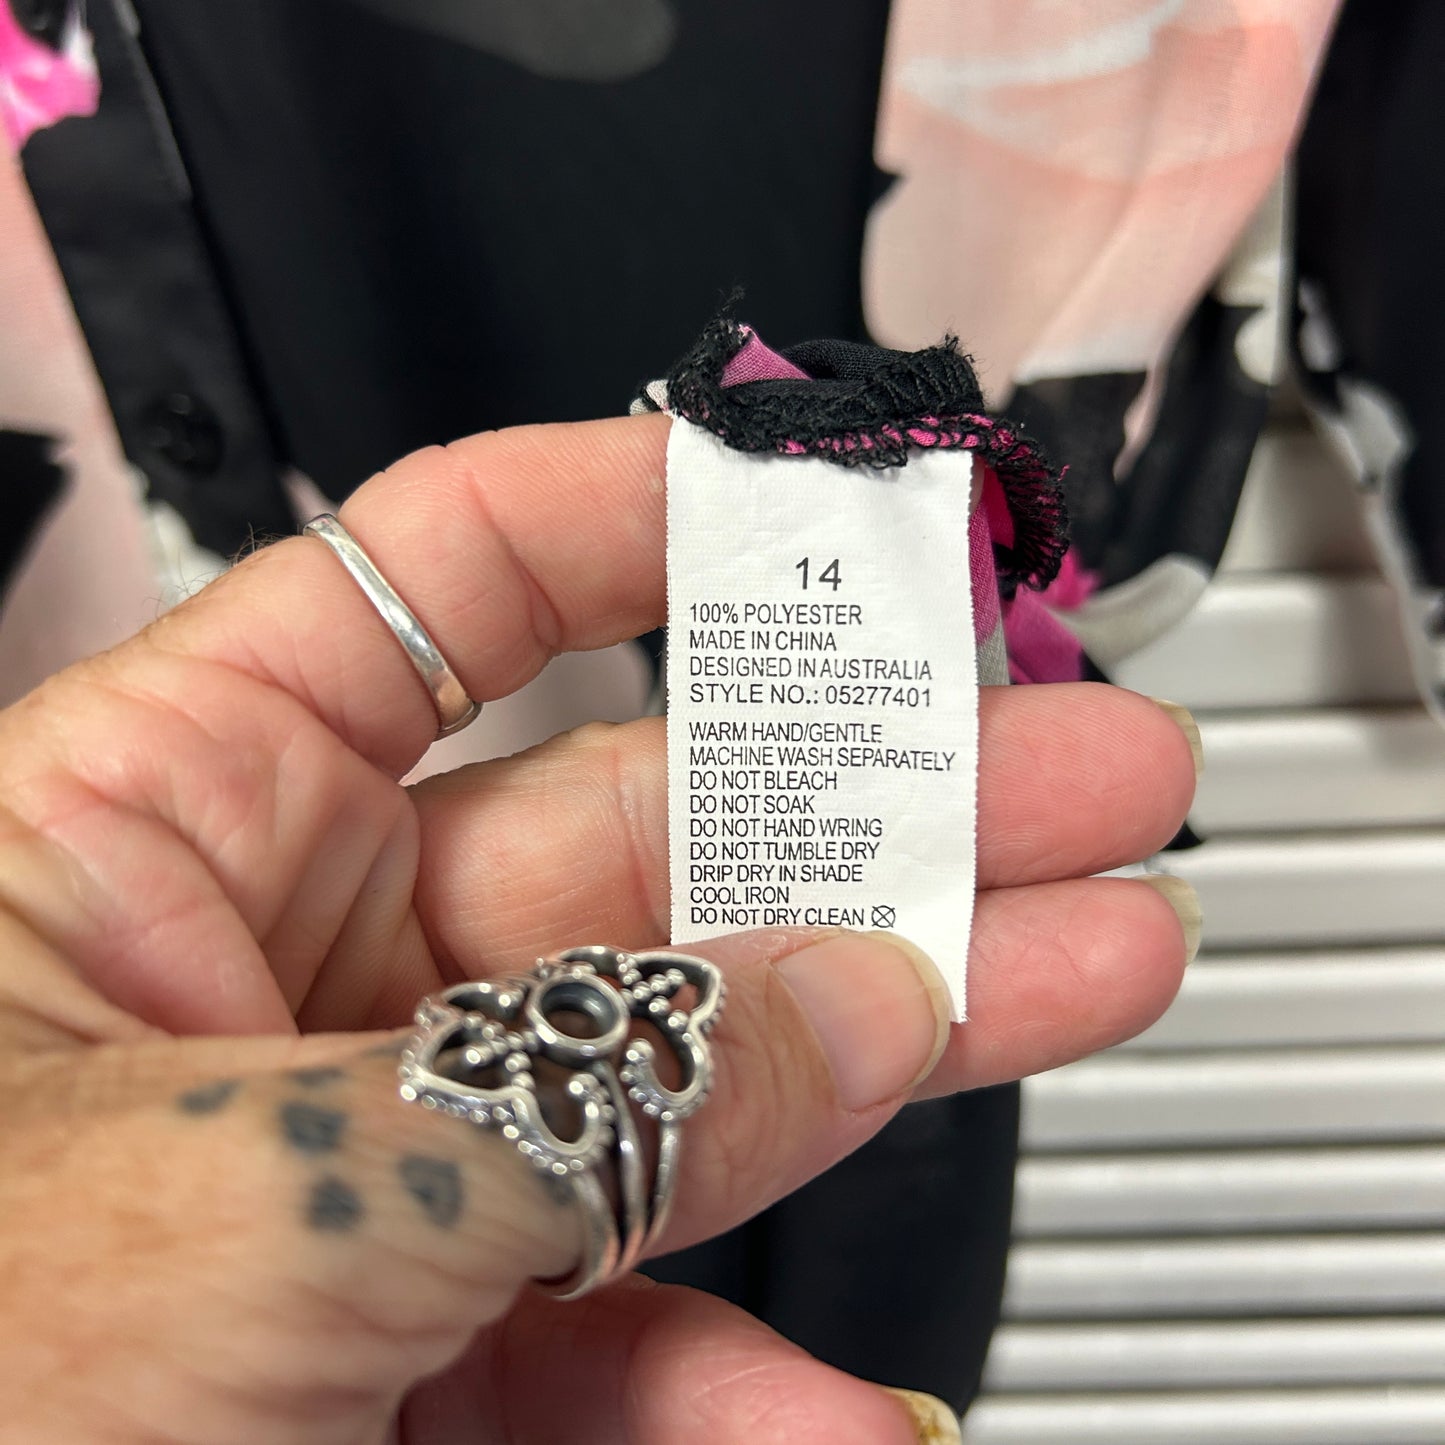 14
100% POLYESTER
MADE IN CHINA
DESIGNED IN AUSTRALIA
STYLE NO.: 05277401
WARM HAND/GENTLE
MACHINE WASH SEPARATELY
DO NOT BLEACH
DO NOT SOAK
DO NOT HAND WRING
DO NOT TUMBLE DRY
DRIP DRY IN SHADE
COOL IRON
DO NOT DRY CLEAN